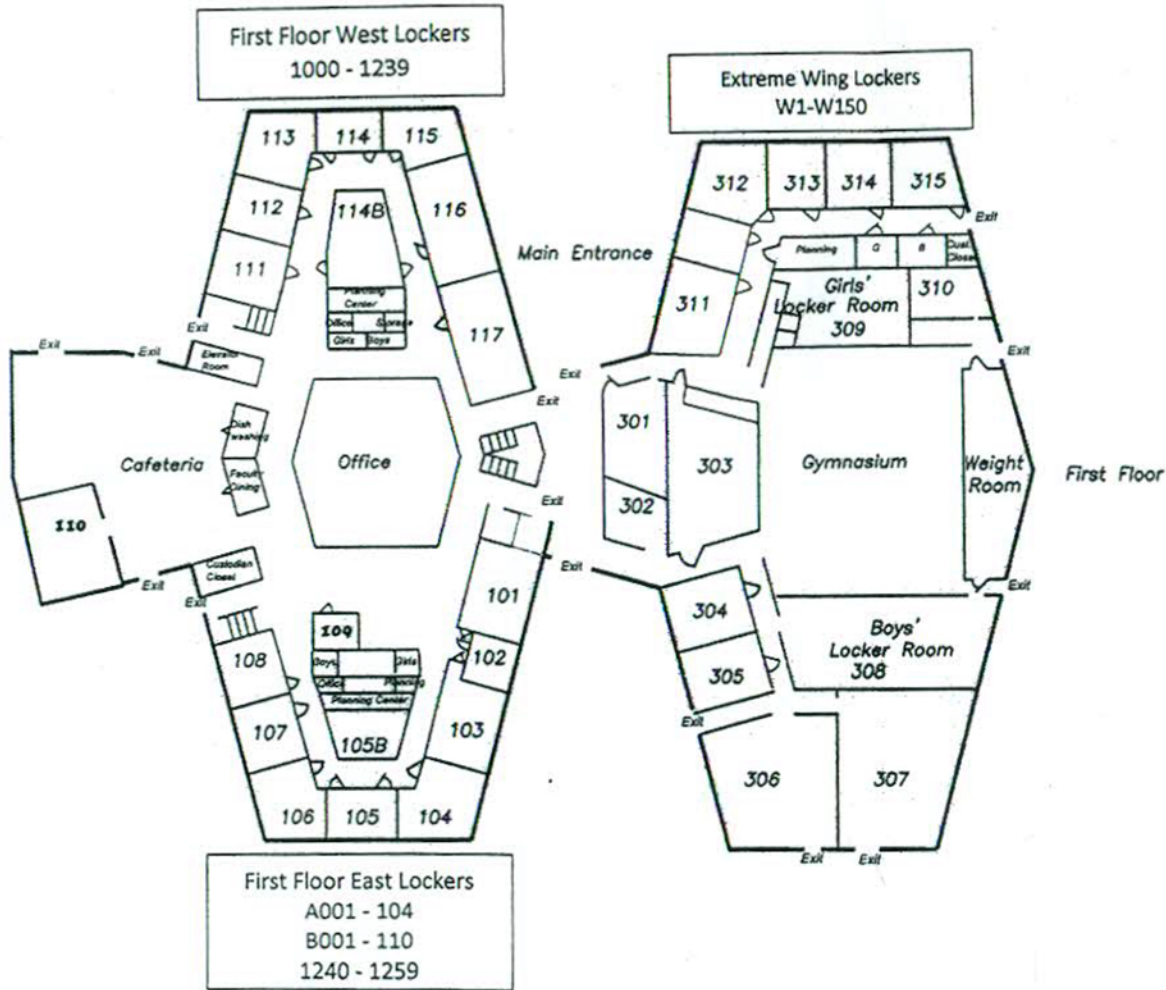 First Floor West Lockers
1000 - 1239
Extreme Wing Lockers
W1-W150
113
114
115
112
114B
116
111
Planning
Center
Office
Storage
Girls
Boys
117
Main Entrance
312
313
314
315
Exit
Planning
G
B
Cust.
Closet
311
Girls'
Locker Room
309
310
Exit
Exit
Exit
Exit
Elevator
Room
Exit
Exit
Exit
Dish
washing
Cafeteria
Faculty
Dining
Office
301
303
302
Gymnasium
Weight
Room
First Floor
110
Exit
Custodian
Closet
Exit
Exit
Exit
Exit
Exit
101
304
Boys'
Locker Room
308
109
108
Boys
Girls
Office
Planning
Planning Center
102
305
107
105B
103
Exit
306
307
106
105
104
Exit
Exit
First Floor East Lockers
A001 - 104
B001 - 110
1240 - 1259